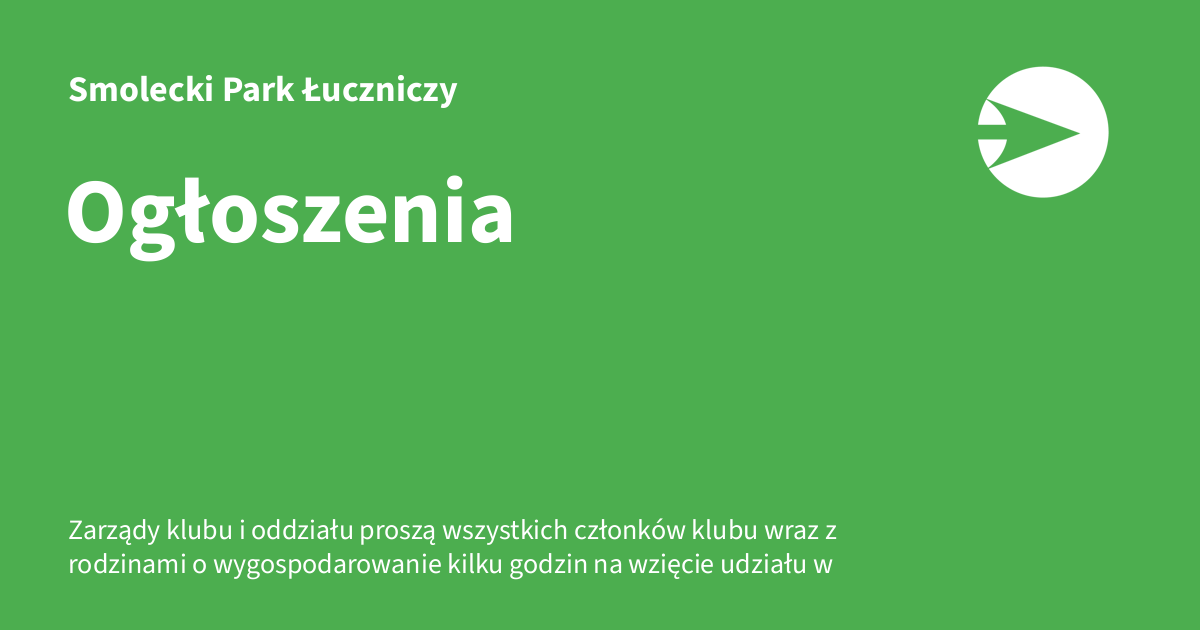 Smolecki Park Łuczniczy
Ogłoszenia
Zarządy klubu i oddziału proszą wszystkich członków klubu wraz z
rodzinami o wygospodarowanie kilku godzin na wzięcie udziału w